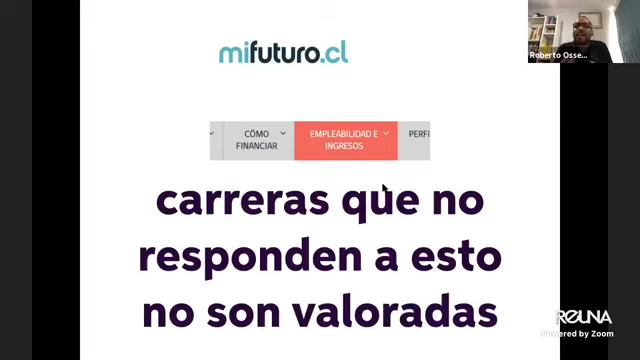 mifuturo.cl
CÓMO
FINANCIAR
EMPLEABILIDAD E
INGRESOS
PERFI
carreras que no
responden a esto
no son valoradas
Roberto Osse...
REUNA
Powered by Zoom